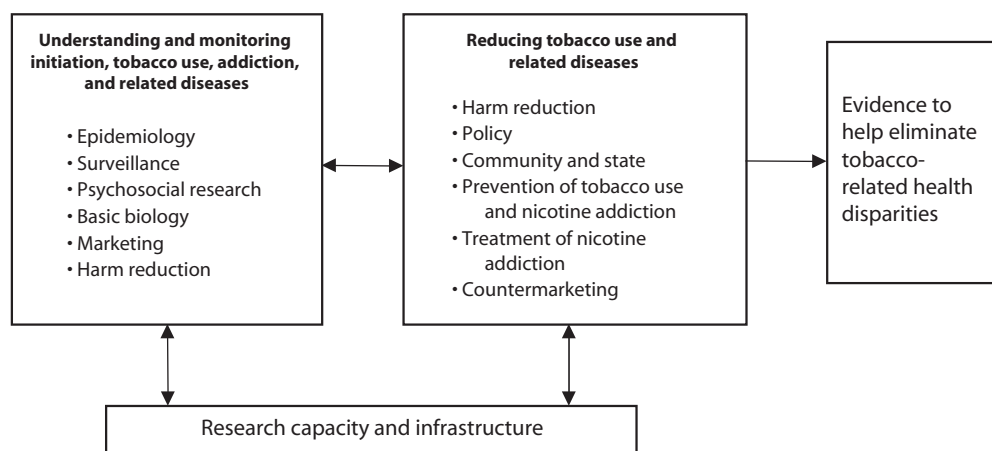 Understanding and monitoring
initiation, tobacco use, addiction,
and related diseases
• Epidemiology
• Surveillance
• Psychosocial research
• Basic biology
• Marketing
• Harm reduction
Reducing tobacco use and
related diseases
• Harm reduction
• Policy
• Community and state
• Prevention of tobacco use
and nicotine addiction
• Treatment of nicotine
addiction
• Countermarketing
Evidence to
help eliminate
tobacco-
related health
disparities
Research capacity and infrastructure